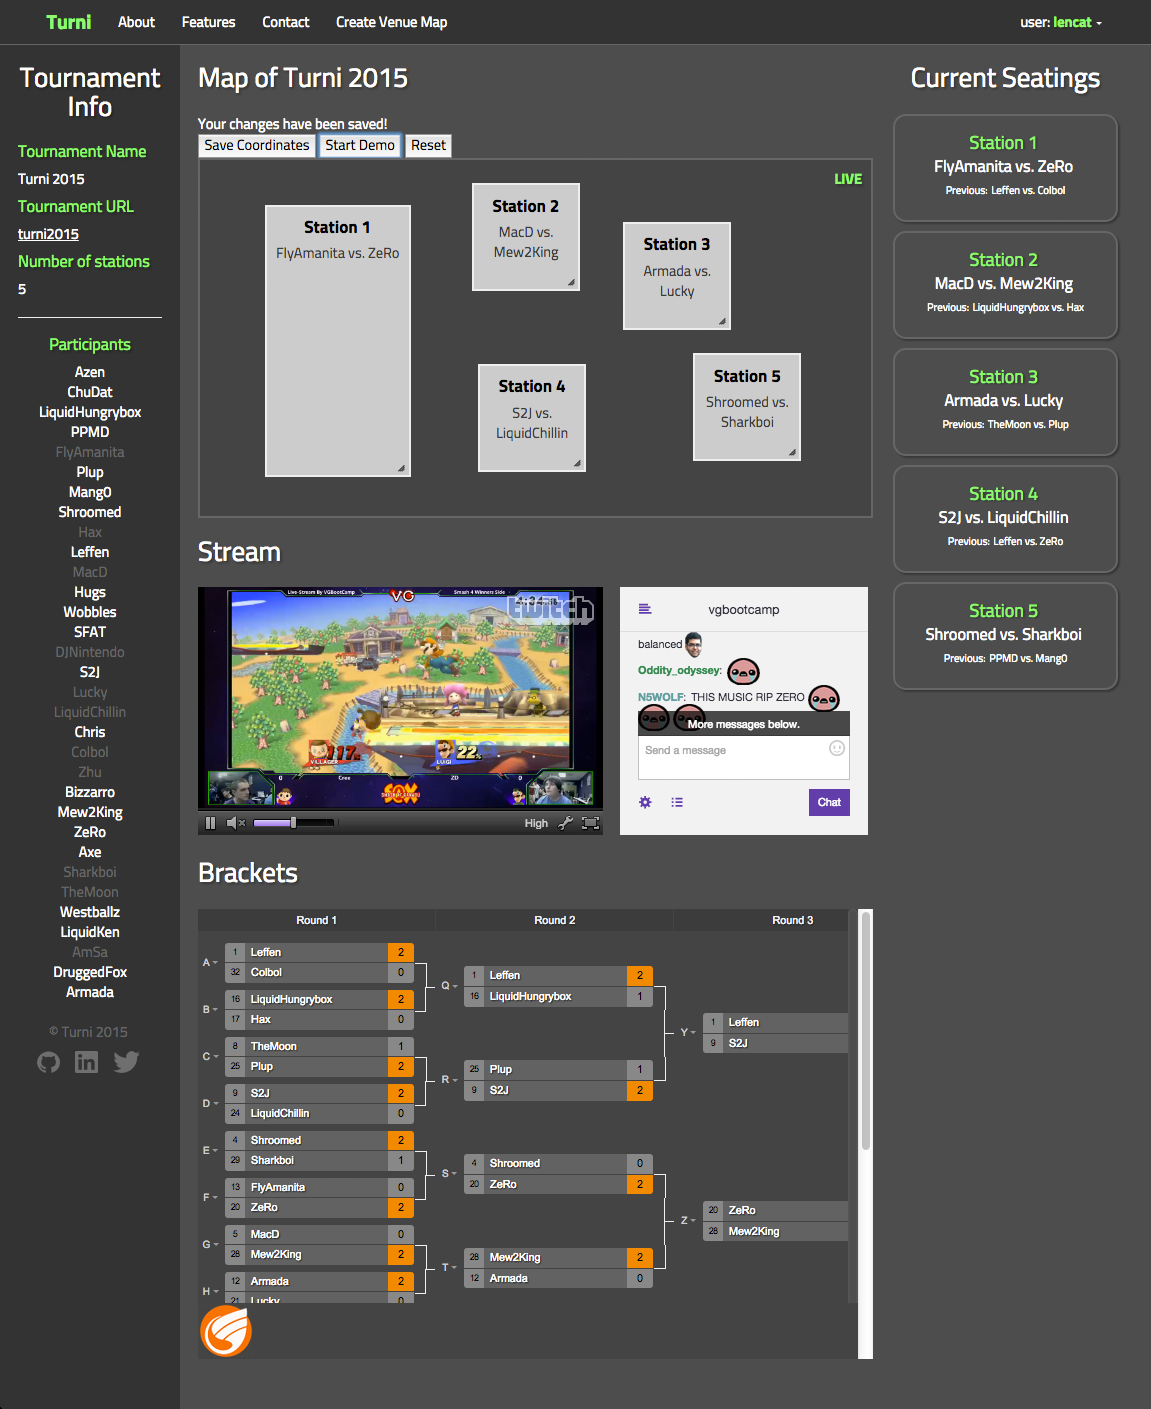 Turni
About
Features
Contact
Create Venue Map
user: lencat
Tournament
Info
Tournament Name
Turni 2015
Tournament URL
turni2015
Number of stations
5
Participants
Azen
ChuDat
LiquidHungrybox
PPMD
FlyAmanita
Plup
Mang0
Shroomed
Hax
Leffen
MacD
Hugs
Wobbles
SFAT
DJNintendo
S2J
Lucky
LiquidChillin
Chris
Colbol
Zhu
Bizzarro
Mew2King
ZeRo
Axe
Sharkboi
TheMoon
Westballz
LiquidKen
AmSa
DruggedFox
Armada
© Turni 2015
Map of Turni 2015
Your changes have been saved!
Save Coordinates
Start Demo
Reset
LIVE
Station 1
FlyAmanita vs. ZeRo
Station 2
MacD vs.
Mew2King
Station 3
Armada vs.
Lucky
Station 4
S2J vs.
LiquidChillin
Station 5
Shroomed vs.
Sharkboi
Stream
Live-Stream By VGBootCamp
VG
Smash 4 Winners Side
twitch
117%
VILLAGER
22%
LUIGI
0
Cree
ZD
0
High
vgbootcamp
balanced
Oddity_odyssey:
N5WOLF: THIS MUSIC RIP ZERO
More messages below.
Send a message
Chat
Brackets
Round 1
Round 2
Round 3
A
1 Leffen 2
32 Colbol 0
B
16 LiquidHungrybox 2
17 Hax 0
C
8 TheMoon 1
25 Plup 2
D
9 S2J 2
24 LiquidChillin 0
E
4 Shroomed 2
29 Sharkboi 1
F
13 FlyAmanita 0
20 ZeRo 2
G
5 MacD 0
28 Mew2King 2
H
12 Armada 2
21 Lucky 0
Q
1 Leffen 2
16 LiquidHungrybox 1
R
25 Plup 1
9 S2J 2
S
4 Shroomed 0
20 ZeRo 2
T
28 Mew2King 2
12 Armada 0
Y
1 Leffen
9 S2J
Z
20 ZeRo
28 Mew2King
Current Seatings
Station 1
FlyAmanita vs. ZeRo
Previous: Leffen vs. Colbol
Station 2
MacD vs. Mew2King
Previous: LiquidHungrybox vs. Hax
Station 3
Armada vs. Lucky
Previous: TheMoon vs. Plup
Station 4
S2J vs. LiquidChillin
Previous: Leffen vs. ZeRo
Station 5
Shroomed vs. Sharkboi
Previous: PPMD vs. Mang0